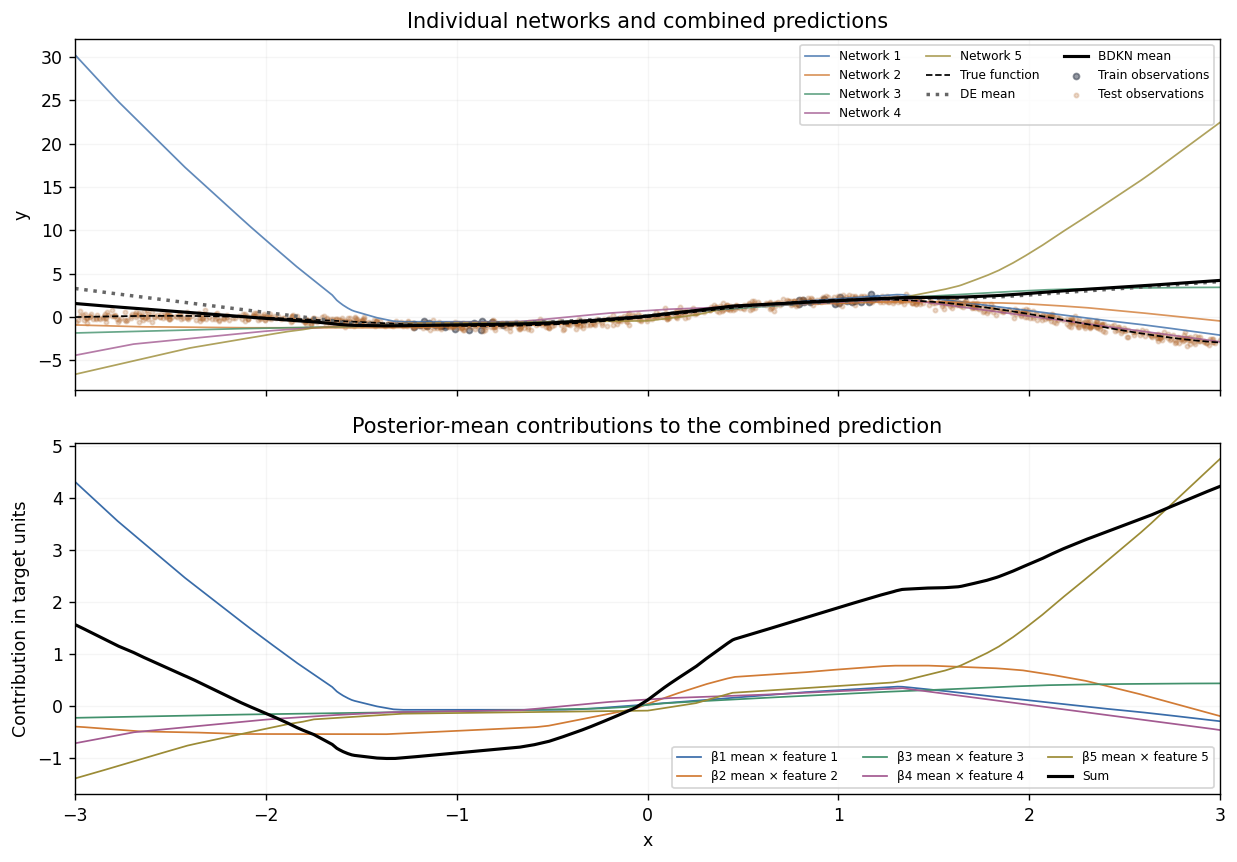 Individual networks and combined predictions
30
25
20
15
10
5
0
−5
y
Network 1 Network 5 BDKN mean
Network 2 True function Train observations
Network 3 DE mean Test observations
Network 4
Posterior-mean contributions to the combined prediction
5
4
3
2
1
0
−1
Contribution in target units
β1 mean × feature 1 β3 mean × feature 3 β5 mean × feature 5
β2 mean × feature 2 β4 mean × feature 4 Sum
−3 −2 −1 0 1 2 3
x